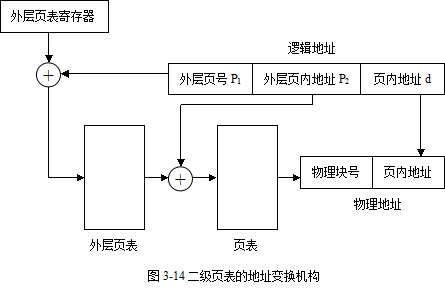 外层页表寄存器
逻辑地址
+
外层页号 P1
外层页内地址 P2
页内地址 d
+
物理块号
页内地址
物理地址
外层页表
页表
图 3-14 二级页表的地址变换机构